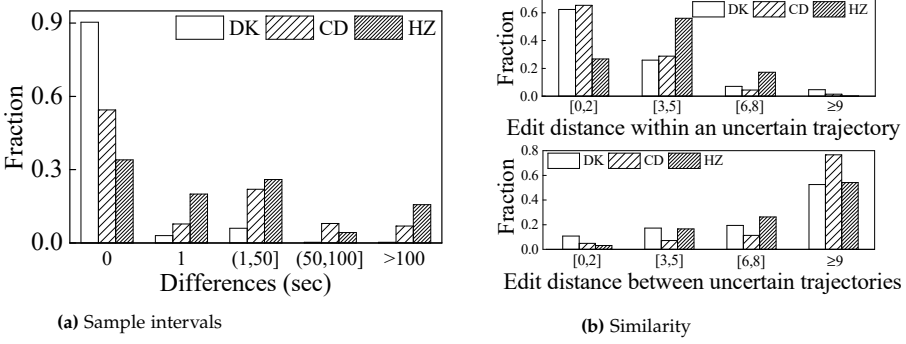 0.9
0.6
0.3
0.0
Fraction
DK CD HZ
0 1 (1,50] (50,100] >100
Differences (sec)
(a) Sample intervals
0.6
0.4
0.2
0.0
Fraction
DK CD HZ
[0,2] [3,5] [6,8] ≥9
Edit distance within an uncertain trajectory
0.8
0.6
0.4
0.2
0.0
Fraction
DK CD HZ
[0,2] [3,5] [6,8] ≥9
Edit distance between uncertain trajectories
(b) Similarity